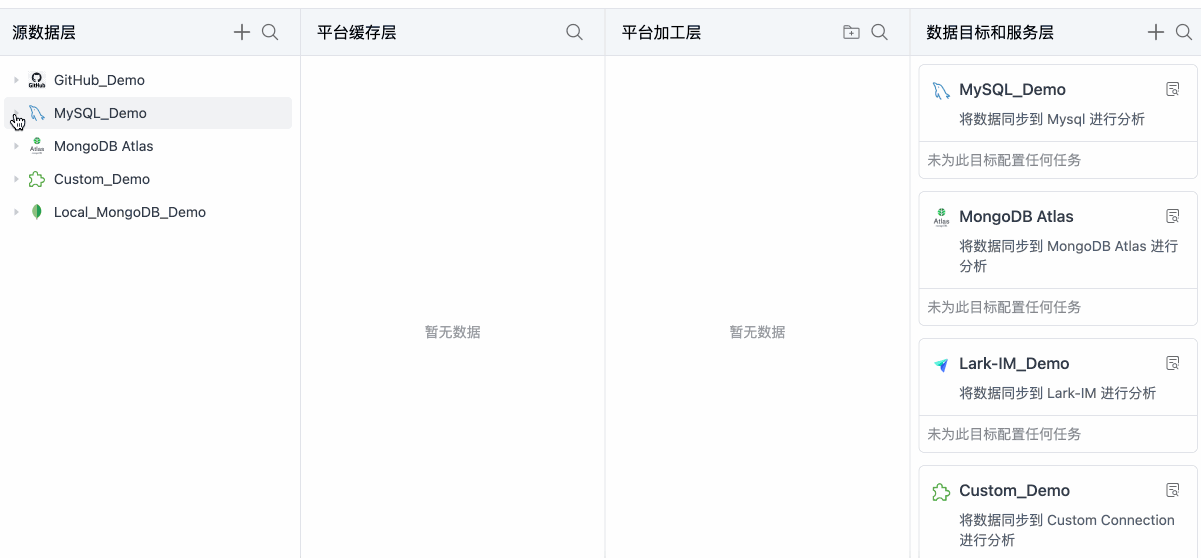 源数据层
GitHub_Demo
MySQL_Demo
MongoDB Atlas
Custom_Demo
Local_MongoDB_Demo
平台缓存层
暂无数据
平台加工层
暂无数据
数据目标和服务层
MySQL_Demo
将数据同步到 Mysql 进行分析
未为此目标配置任何任务
MongoDB Atlas
将数据同步到 MongoDB Atlas 进行
分析
未为此目标配置任何任务
Lark-IM_Demo
将数据同步到 Lark-IM 进行分析
未为此目标配置任何任务
Custom_Demo
将数据同步到 Custom Connection
进行分析